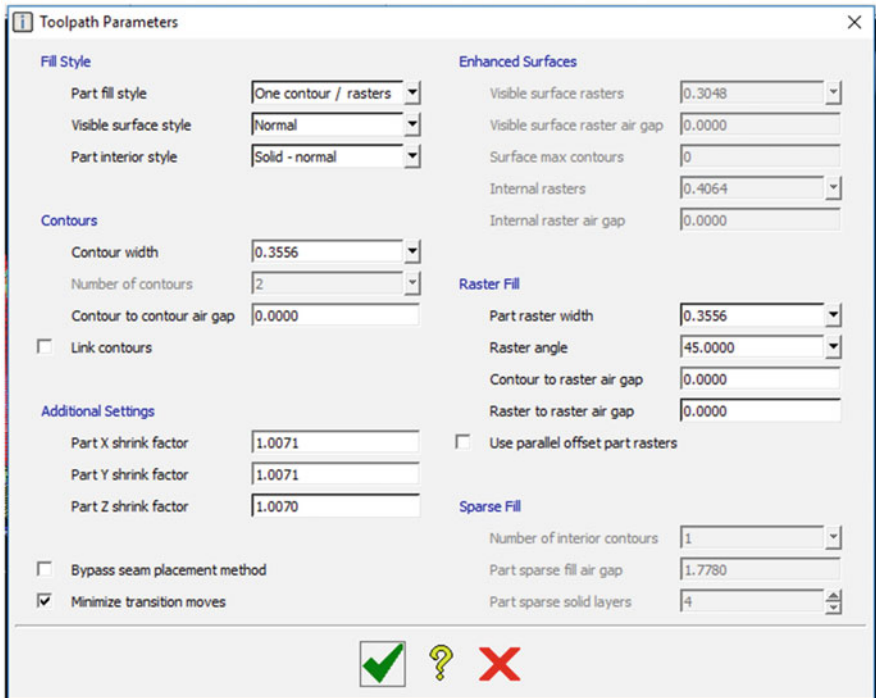 Toolpath Parameters
Fill Style
Part fill style One contour / rasters
Visible surface style Normal
Part interior style Solid - normal
Contours
Contour width 0.3556
Number of contours 2
Contour to contour air gap 0.0000
Link contours
Additional Settings
Part X shrink factor 1.0071
Part Y shrink factor 1.0071
Part Z shrink factor 1.0070
Bypass seam placement method
Minimize transition moves
Enhanced Surfaces
Visible surface rasters 0.3048
Visible surface raster air gap 0.0000
Surface max contours 0
Internal rasters 0.4064
Internal raster air gap 0.0000
Raster Fill
Part raster width 0.3556
Raster angle 45.0000
Contour to raster air gap 0.0000
Raster to raster air gap 0.0000
Use parallel offset part rasters
Sparse Fill
Number of interior contours 1
Part sparse fill air gap 1.7780
Part sparse solid layers 4